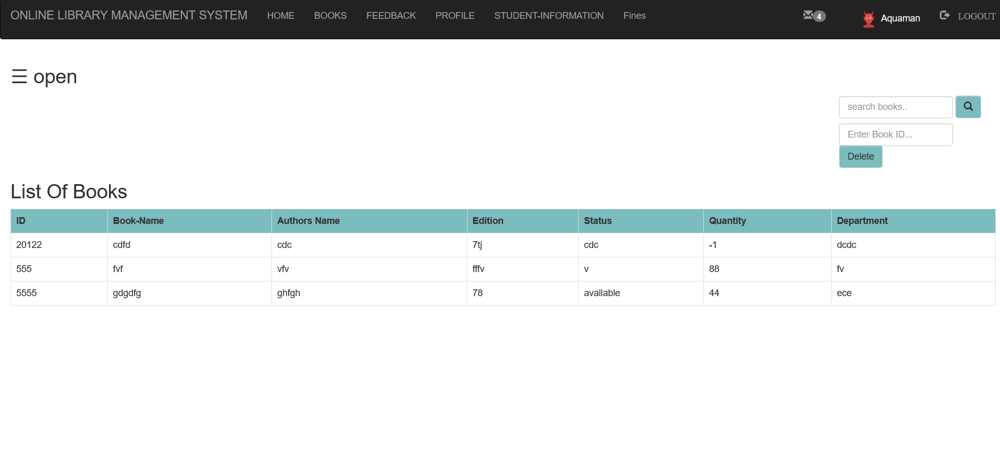 ONLINE LIBRARY MANAGEMENT SYSTEM HOME BOOKS FEEDBACK PROFILE STUDENT-INFORMATION Fines 4 Aquaman LOGOUT
☰ open
search books..
Enter Book ID...
Delete
List Of Books
ID Book-Name Authors Name Edition Status Quantity Department
20122 cdfd cdc 7tj cdc -1 dcdc
555 fvf vfv fffv v 88 fv
5555 gdgdfg ghfgh 78 available 44 ece